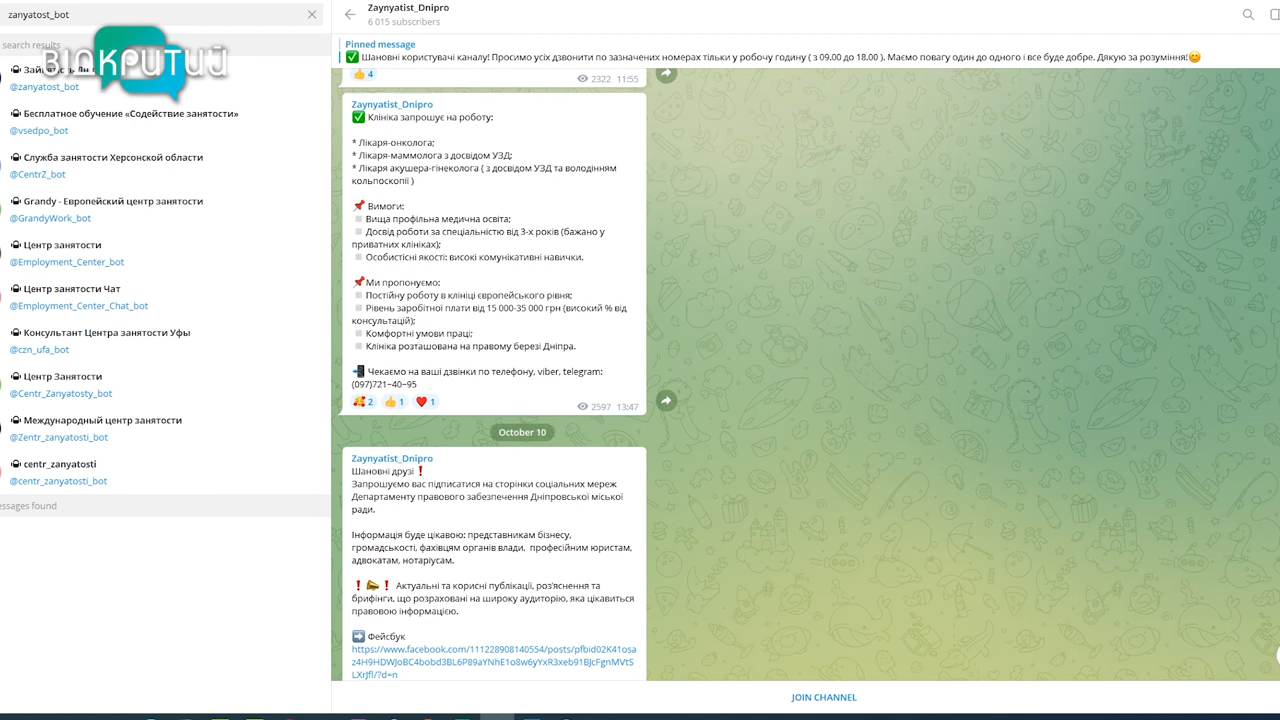 zanyatost_bot
search results
ВІДКРИТИЙ
@zanyatost_bot
Бесплатное обучение «Содействие занятости»
@vsedpo_bot
Служба занятости Херсонской области
@CentrZ_bot
Grandy - Европейский центр занятости
@GrandyWork_bot
Центр занятости
@Employment_Center_bot
Центр занятости Чат
@Employment_Center_Chat_bot
Консультант Центра занятости Уфы
@czn_ufa_bot
Центр Занятости
@Centr_Zanyatosty_bot
Международный центр занятости
@Zentr_zanyatosti_bot
centr_zanyatosti
@centr_zanyatosti_bot
essages found
Zaynyatist_Dnipro
6 015 subscribers
Pinned message
✅ Шановні користувачі каналу! Просимо усіх дзвонити по зазначених номерах тільки у робочу годину ( з 09.00 до 18.00 ). Маємо повагу один до одного і все буде добре. Дякую за розуміння!😊
👍 4
2322 11:55
Zaynyatist_Dnipro
✅ Клініка запрошує на роботу:
* Лікаря-онколога;
* Лікаря-маммолога з досвідом УЗД;
* Лікаря акушера-гінеколога ( з досвідом УЗД та володінням
кольпоскопії )
📌 Вимоги:
◽ Вища профільна медична освіта;
◽ Досвід роботи за спеціальністю від 3-х років (бажано у
приватних клініках);
◽ Особистісні якості: високі комунікативні навички.
📌Ми пропонуємо:
◽ Постійну роботу в клініці європейського рівня;
◽ Рівень заробітної плати від 15 000-35 000 грн (високий % від
консультацій);
◽ Комфортні умови праці;
◽ Клініка розташована на правому березі Дніпра.
📲 Чекаємо на ваші дзвінки по телефону, viber, telegram:
(097)721–40–95
🥰 2 👍 1 ❤️ 1
2597 13:47
October 10
Zaynyatist_Dnipro
Шановні друзі❗
Запрошуємо вас підписатися на сторінки соціальних мереж
Департаменту правового забезпечення Дніпровської міської
ради.
Інформація буде цікавою: представникам бізнесу,
громадськості, фахівцям органів влади, професійним юристам,
адвокатам, нотаріусам.
❗📣❗ Актуальні та корисні публікації, роз'яснення та
брифінги, що розраховані на широку аудиторію, яка цікавиться
правовою інформацією.
➡️ Фейсбук
https://www.facebook.com/111228908140554/posts/pfbid02K41osa
z4H9HDWJoBC4bobd3BL6P89aYNhE1o8w6yYxR3xeb91BJcFgnMVtS
LXrJfl/?d=n
JOIN CHANNEL